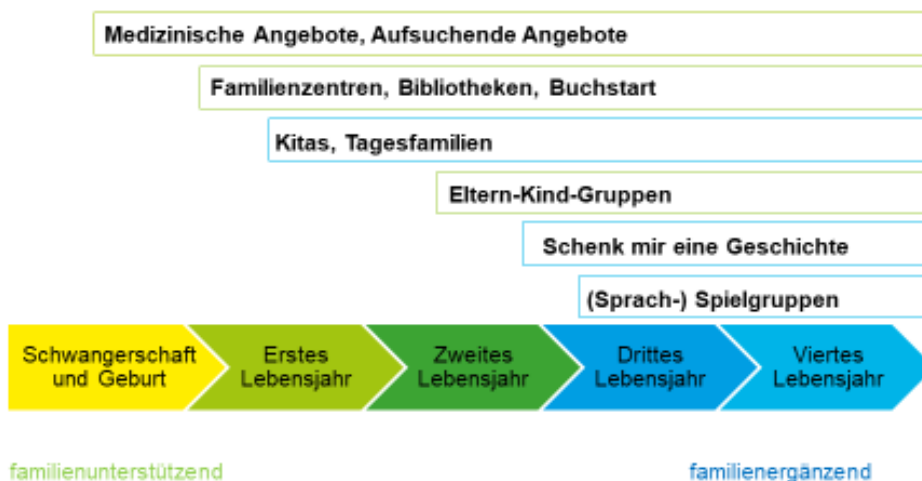 Medizinische Angebote, Aufsuchende Angebote
Familienzentren, Bibliotheken, Buchstart
Kitas, Tagesfamilien
Eltern-Kind-Gruppen
Schenk mir eine Geschichte
(Sprach-) Spielgruppen
Schwangerschaft
und Geburt
Erstes
Lebensjahr
Zweites
Lebensjahr
Drittes
Lebensjahr
Viertes
Lebensjahr
familienunterstützend
familienergänzend